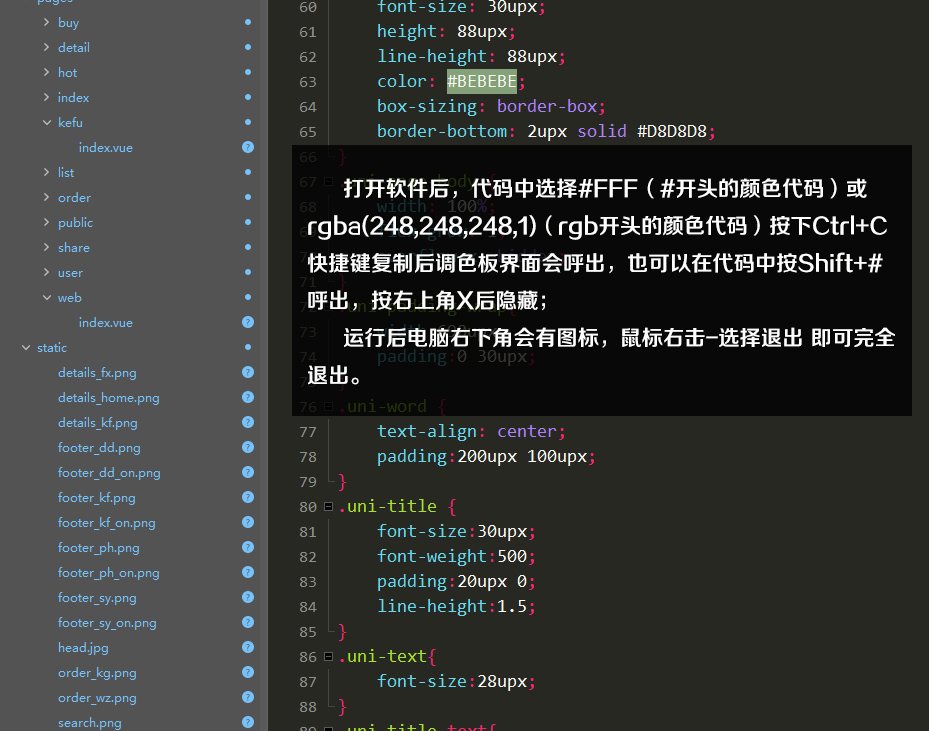 pages
buy
detail
hot
index
kefu
index.vue
list
order
public
share
user
web
index.vue
static
details_fx.png
details_home.png
details_kf.png
footer_dd.png
footer_dd_on.png
footer_kf.png
footer_kf_on.png
footer_ph.png
footer_ph_on.png
footer_sy.png
footer_sy_on.png
head.jpg
order_kg.png
order_wz.png
search.png
60 font-size: 30upx;
61 height: 88upx;
62 line-height: 88upx;
63 color: #BEBEBE;
64 box-sizing: border-box;
65 border-bottom: 2upx solid #D8D8D8;
66 }
打开软件后，代码中选择#FFF（#开头的颜色代码）或
rgba(248,248,248,1)（rgb开头的颜色代码）按下Ctrl+C
快捷键复制后调色板界面会呼出，也可以在代码中按Shift+#
呼出，按右上角X后隐藏；
运行后电脑右下角会有图标，鼠标右击-选择退出 即可完全
退出。
67
68 width: 100%;
71 }
73
74 padding:0 30upx;
76 .uni-word {
77 text-align: center;
78 padding:200upx 100upx;
79 }
80 .uni-title {
81 font-size:30upx;
82 font-weight:500;
83 padding:20upx 0;
84 line-height:1.5;
85 }
86 .uni-text{
87 font-size:28upx;
88 }
89 .uni-title-text{